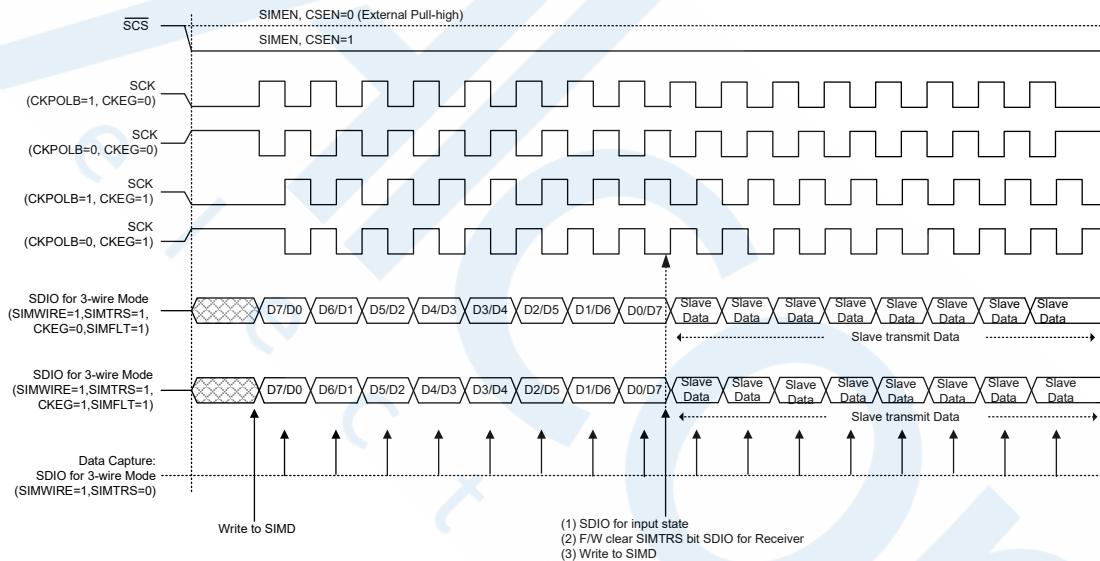 SIMEN, CSEN=0 (External Pull-high)
SCS
SIMEN, CSEN=1
SCK
(CKPOLB=1, CKEG=0)
SCK
(CKPOLB=0, CKEG=0)
SCK
(CKPOLB=1, CKEG=1)
SCK
(CKPOLB=0, CKEG=1)
SDIO for 3-wire Mode
(SIMWIRE=1,SIMTRS=1,
CKEG=0,SIMFLT=1)
D7/D0 D6/D1 D5/D2 D4/D3 D3/D4 D2/D5 D1/D6 D0/D7 Slave Data Slave Data Slave Data Slave Data Slave Data Slave Data Slave Data Slave Data
Slave transmit Data
SDIO for 3-wire Mode
(SIMWIRE=1,SIMTRS=1,
CKEG=1,SIMFLT=1)
D7/D0 D6/D1 D5/D2 D4/D3 D3/D4 D2/D5 D1/D6 D0/D7 Slave Data Slave Data Slave Data Slave Data Slave Data Slave Data Slave Data Slave Data
Slave transmit Data
Data Capture:
SDIO for 3-wire Mode
(SIMWIRE=1,SIMTRS=0)
Write to SIMD
(1) SDIO for input state
(2) F/W clear SIMTRS bit SDIO for Receiver
(3) Write to SIMD